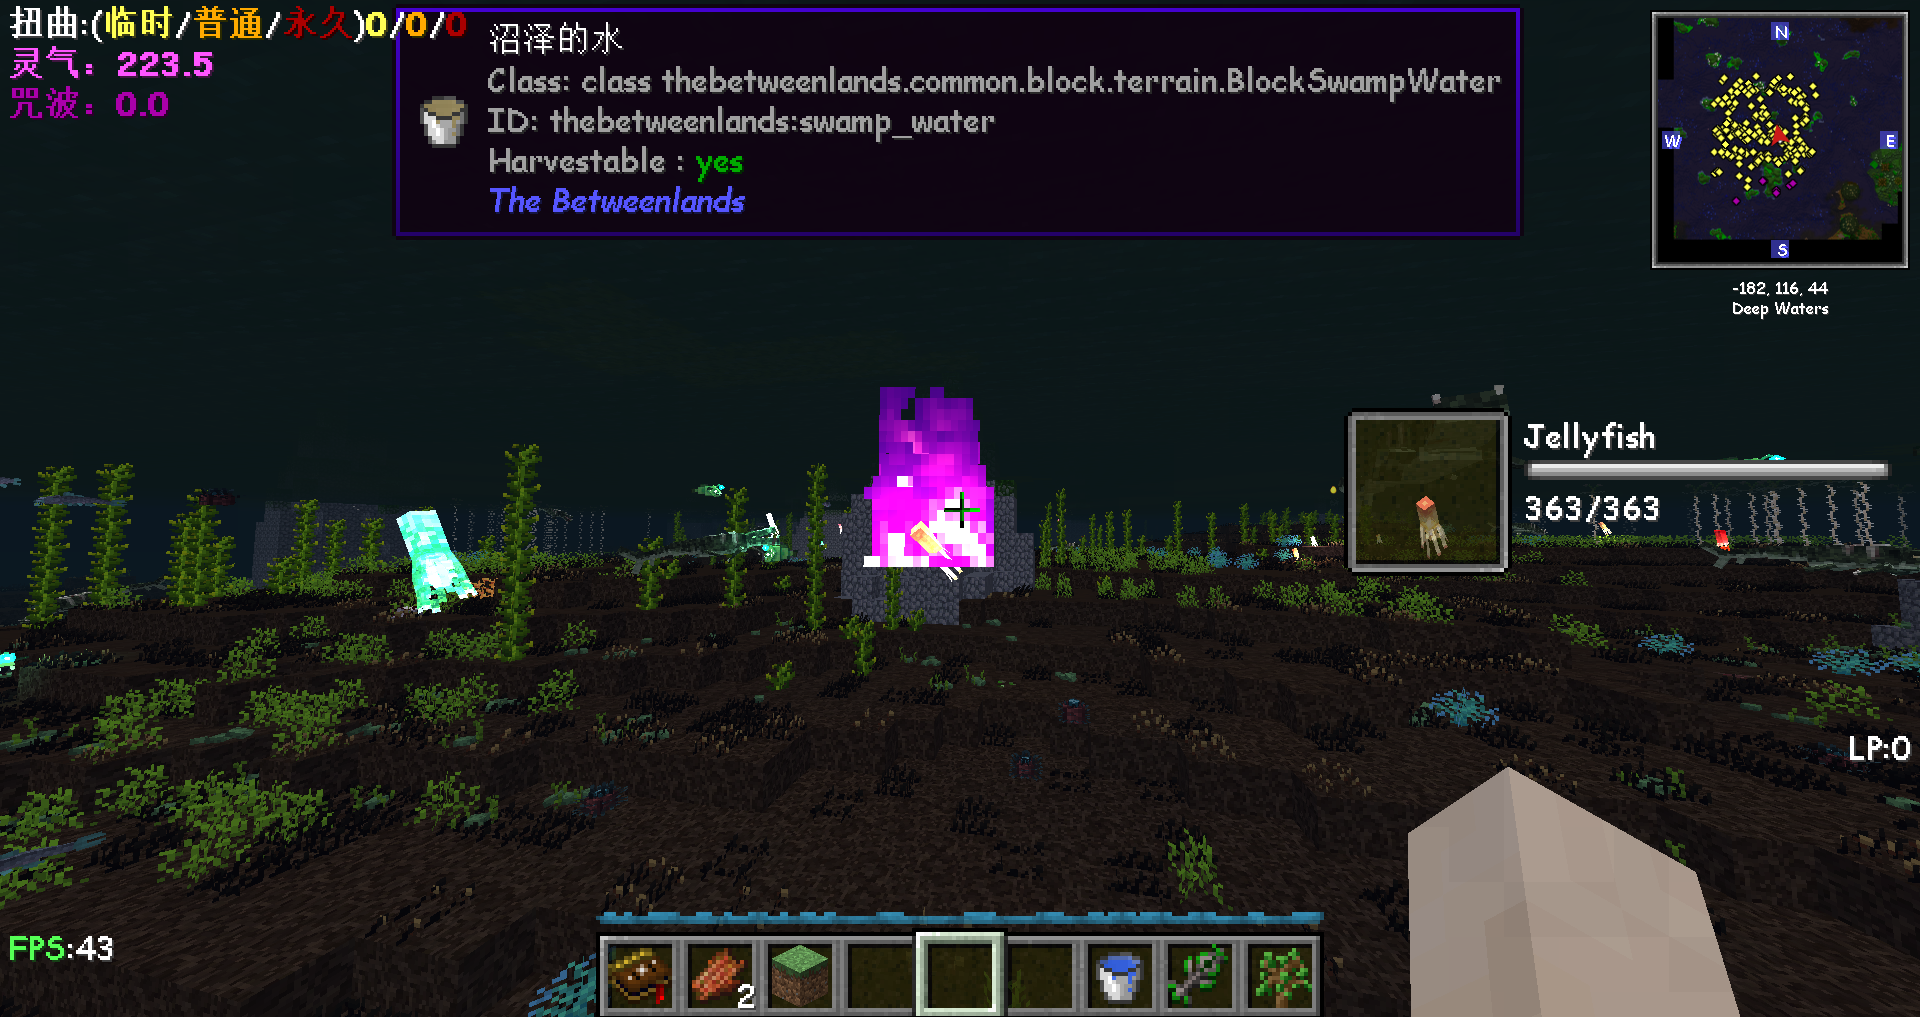 扭曲:(临时/普通/永久)0/0/0
灵气: 223.5
咒波: 0.0
沼泽的水
Class: class thebetweenlands.common.block.terrain.BlockSwampWater
ID: thebetweenlands:swamp_water
Harvestable : yes
The Betweenlands
N
W
E
S
-182, 116, 44
Deep Waters
Jellyfish
363/363
LP:0
FPS:43
2